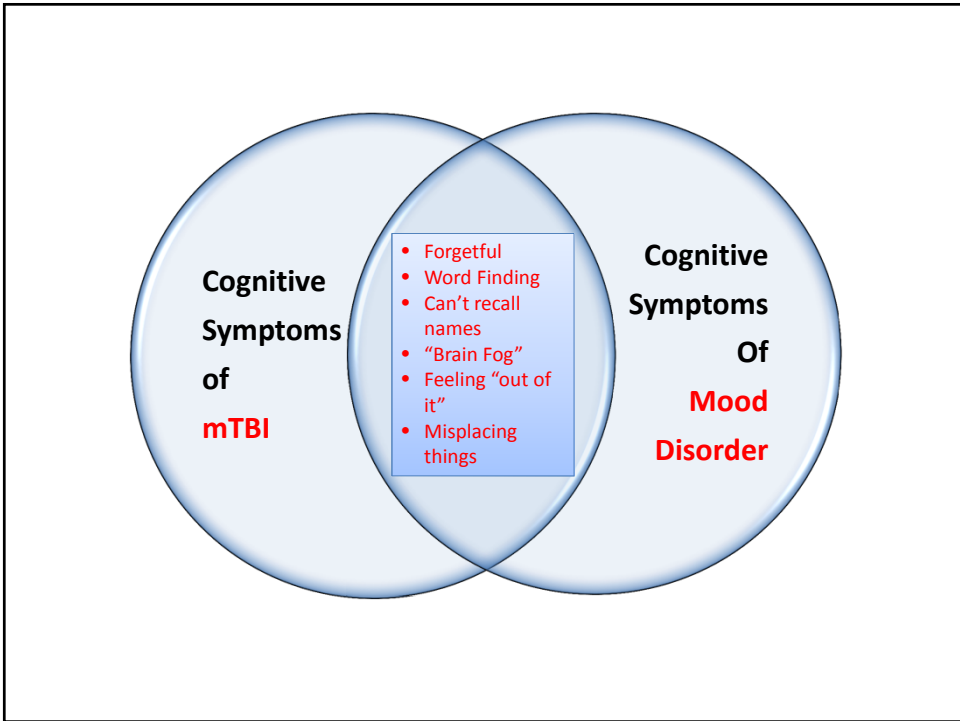 Cognitive
Symptoms
of
mTBI
• Forgetful
• Word Finding
• Can’t recall
names
• “Brain Fog”
• Feeling “out of
it”
• Misplacing
things
Cognitive
Symptoms
Of
Mood
Disorder